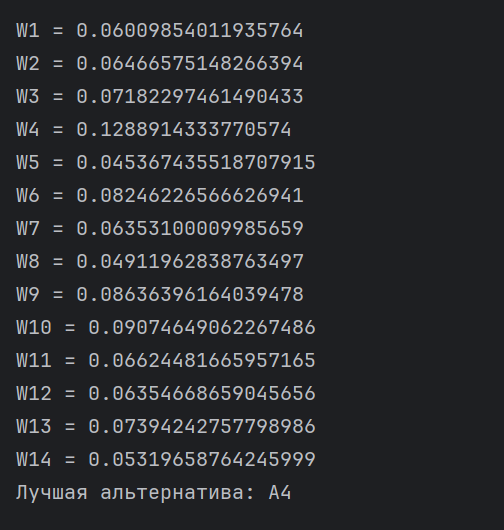 W1 = 0.06009854011935764
W2 = 0.06466575148266394
W3 = 0.07182297461490433
W4 = 0.1288914333770574
W5 = 0.045367435518707915
W6 = 0.08246226566626941
W7 = 0.06353100009985659
W8 = 0.04911962838763497
W9 = 0.08636396164039478
W10 = 0.09074649062267486
W11 = 0.06624481665957165
W12 = 0.06354668659045656
W13 = 0.07394242757798986
W14 = 0.05319658764245999
Лучшая альтернатива: A4